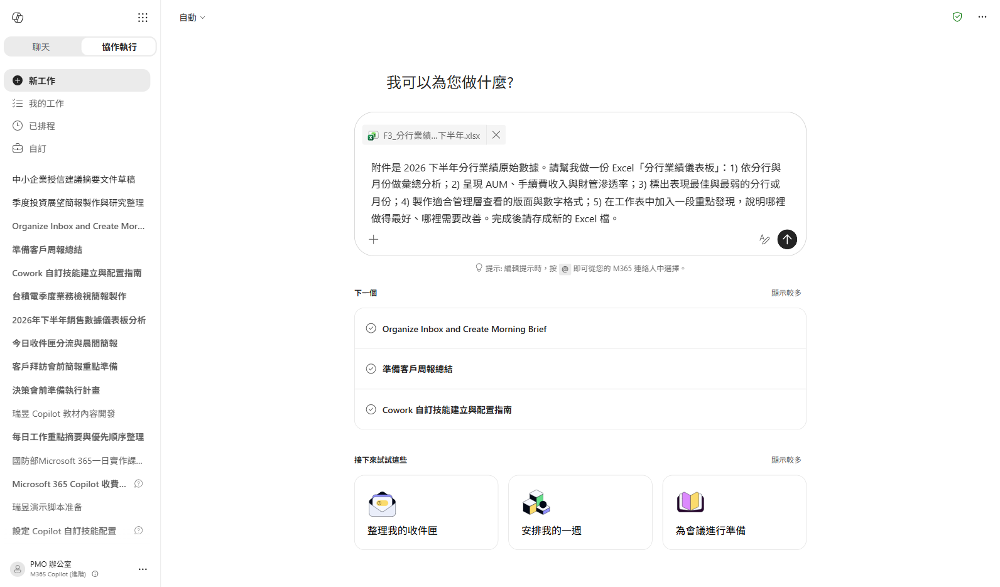 自動
聊天
協作執行
新工作
我的工作
已排程
自訂
中小企業授信建議摘要文件草稿
季度投資展望簡報製作與研究整理
Organize Inbox and Create Mor...
準備客戶周報總結
Cowork 自訂技能建立與配置指南
台積電季度業務檢視簡報製作
2026年下半年銷售數據儀表板分析
今日收件匣分流與晨間簡報
客戶拜訪會前簡報重點準備
決策會前準備執行計畫
瑞昱 Copilot 教材內容開發
每日工作重點摘要與優先順序整理
國防部Microsoft 365一日實作課...
Microsoft 365 Copilot 收費...
瑞昱演示腳本准备
設定 Copilot 自訂技能配置
PMO 辦公室
M365 Copilot (進階)
我可以為您做什麼?
F3_分行業績...下半年.xlsx
附件是 2026 下半年分行業績原始數據。請幫我做一份 Excel「分行業績儀表板」：1) 依分行與
月份做彙總分析；2) 呈現 AUM、手續費收入與財管滲透率；3) 標出表現最佳與最弱的分行或
月份；4) 製作適合管理層查看的版面與數字格式；5) 在工作表中加入一段重點發現，說明哪裡
做得最好、哪裡需要改善。完成後請存成新的 Excel 檔。
提示: 編輯提示時，按 @ 即可從您的 M365 連絡人中選擇。
下一個
顯示較多
Organize Inbox and Create Morning Brief
準備客戶周報總結
Cowork 自訂技能建立與配置指南
接下來試試這些
顯示較多
整理我的收件匣
安排我的一週
為會議進行準備